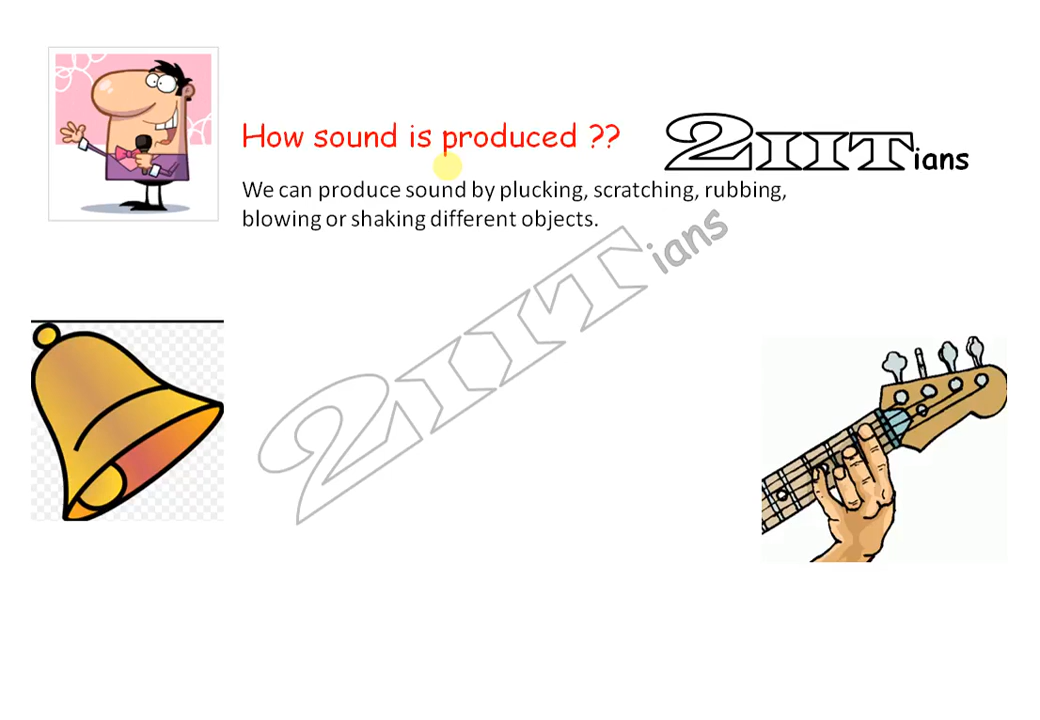 How sound is produced ??
2IITians
We can produce sound by plucking, scratching, rubbing,
blowing or shaking different objects.
2IITians